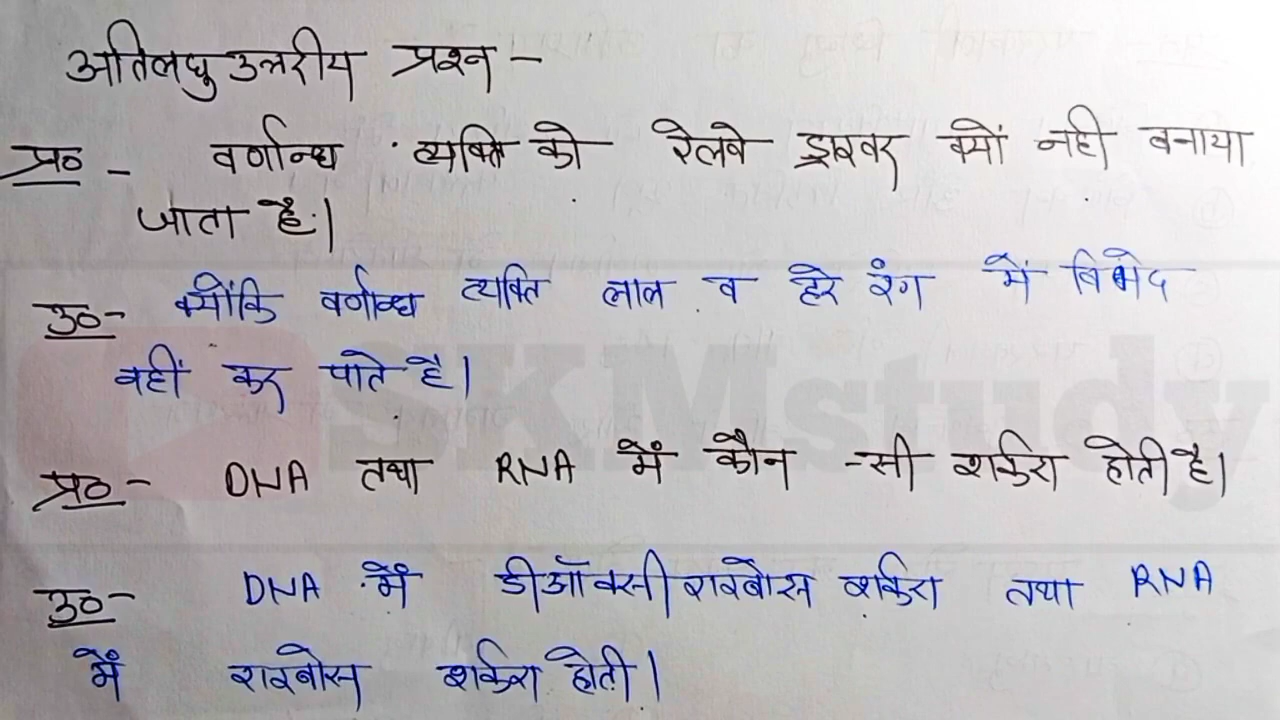 अतिलघु उत्तरीय प्रश्न -
प्र० - वर्णान्ध व्यक्ति को रेलवे ड्राइवर क्यों नही बनाया
जाता है।
उ०- क्योंकि वर्णान्ध व्यक्ति लाल व हरे रंग में विभेद
नहीं कर पाते है।
SKMstudy
प्र०- DNA तथा RNA में कौन -सी शर्करा होती है।
उ०- DNA में डीऑक्सीराइबोस शर्करा तथा RNA
में राइबोस शर्करा होती।